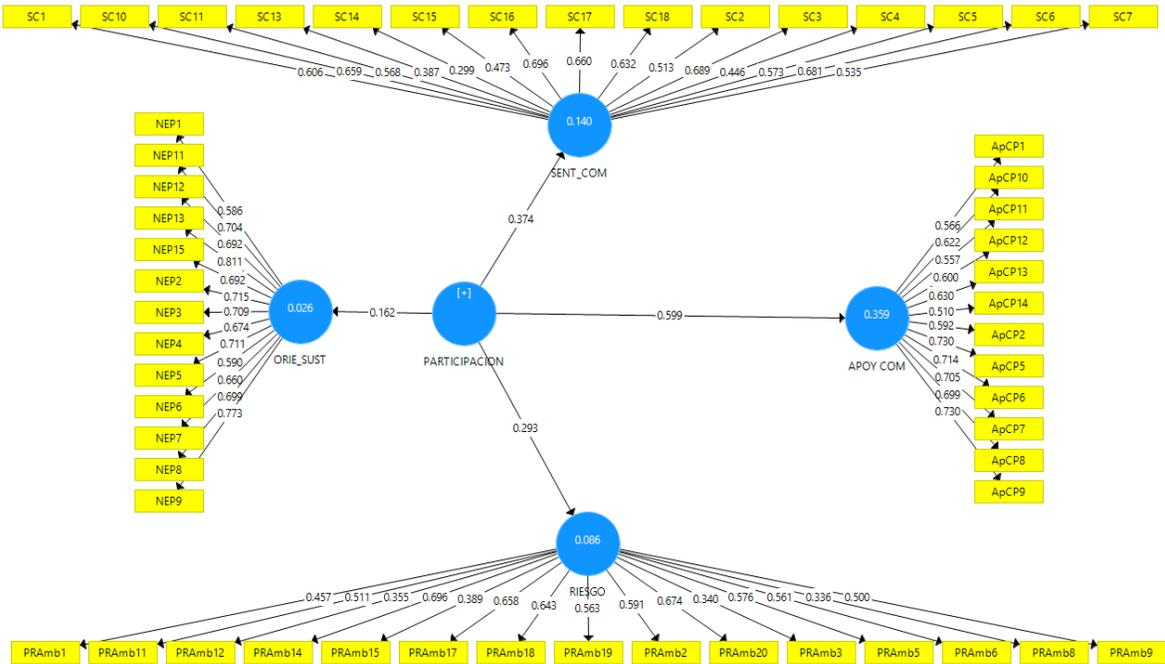 SC1 SC10 SC11 SC13 SC14 SC15 SC16 SC17 SC18 SC2 SC3 SC4 SC5 SC6 SC7
0.606 0.659 0.568 0.387 0.299 0.473 0.696 0.660 0.632 0.513 0.689 0.446 0.573 0.681 0.535
0.140
SENT_COM
0.374
NEP1
NEP11
NEP12
NEP13
NEP15
NEP2
NEP3
NEP4
NEP5
NEP6
NEP7
NEP8
NEP9
0.586
0.704
0.692
0.811
0.692
0.715
0.709
0.674
0.711
0.590
0.660
0.699
0.773
0.026
ORIE_SUST
0.162
[+]
PARTICIPACION
0.599
0.359
APOY COM
0.566
0.622
0.557
0.600
0.630
0.510
0.592
0.730
0.714
0.705
0.699
0.730
ApCP1
ApCP10
ApCP11
ApCP12
ApCP13
ApCP14
ApCP2
ApCP5
ApCP6
ApCP7
ApCP8
ApCP9
0.293
0.086
RIESGO
0.457 0.511 0.355 0.696 0.389 0.658 0.643 0.563 0.591 0.674 0.340 0.576 0.561 0.336 0.500
PRAmb1 PRAmb11 PRAmb12 PRAmb14 PRAmb15 PRAmb17 PRAmb18 PRAmb19 PRAmb2 PRAmb20 PRAmb3 PRAmb5 PRAmb6 PRAmb8 PRAmb9